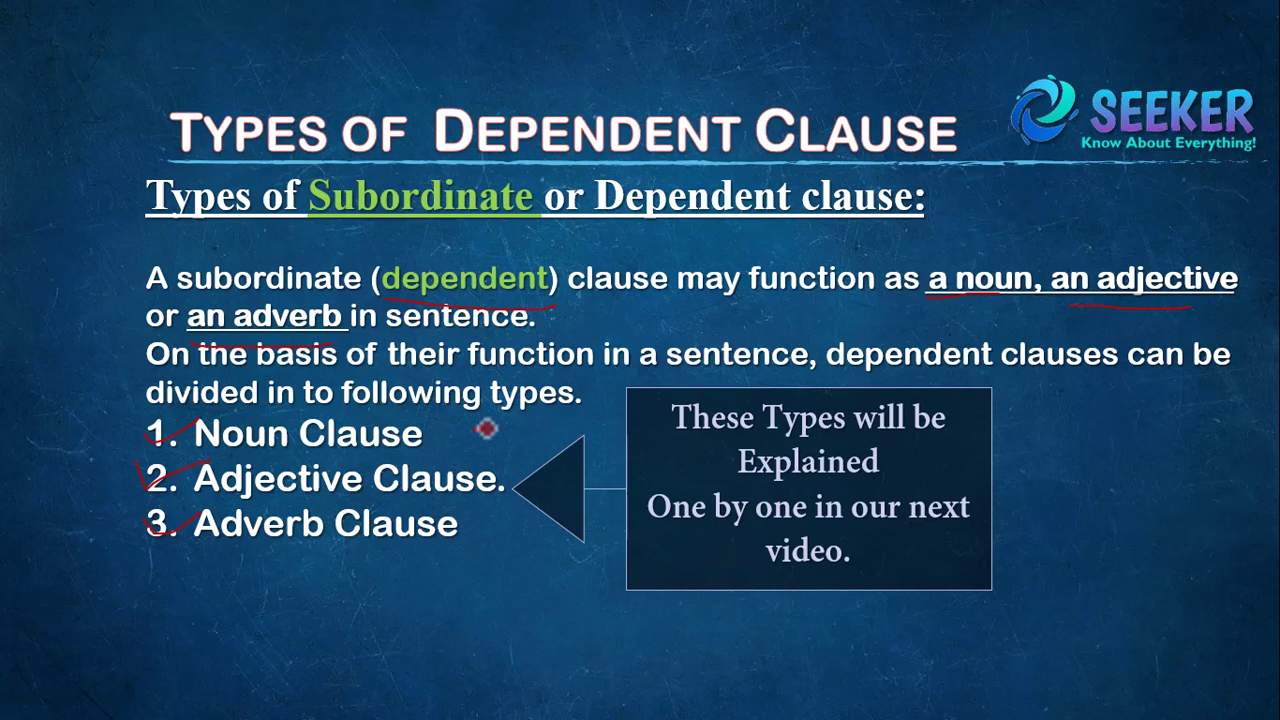 TYPES OF DEPENDENT CLAUSE
SEEKER
Know About Everything!
Types of Subordinate or Dependent clause:
A subordinate (dependent) clause may function as a noun, an adjective
or an adverb in sentence.
On the basis of their function in a sentence, dependent clauses can be
divided in to following types.
1. Noun Clause
2. Adjective Clause.
3. Adverb Clause
These Types will be
Explained
One by one in our next
video.